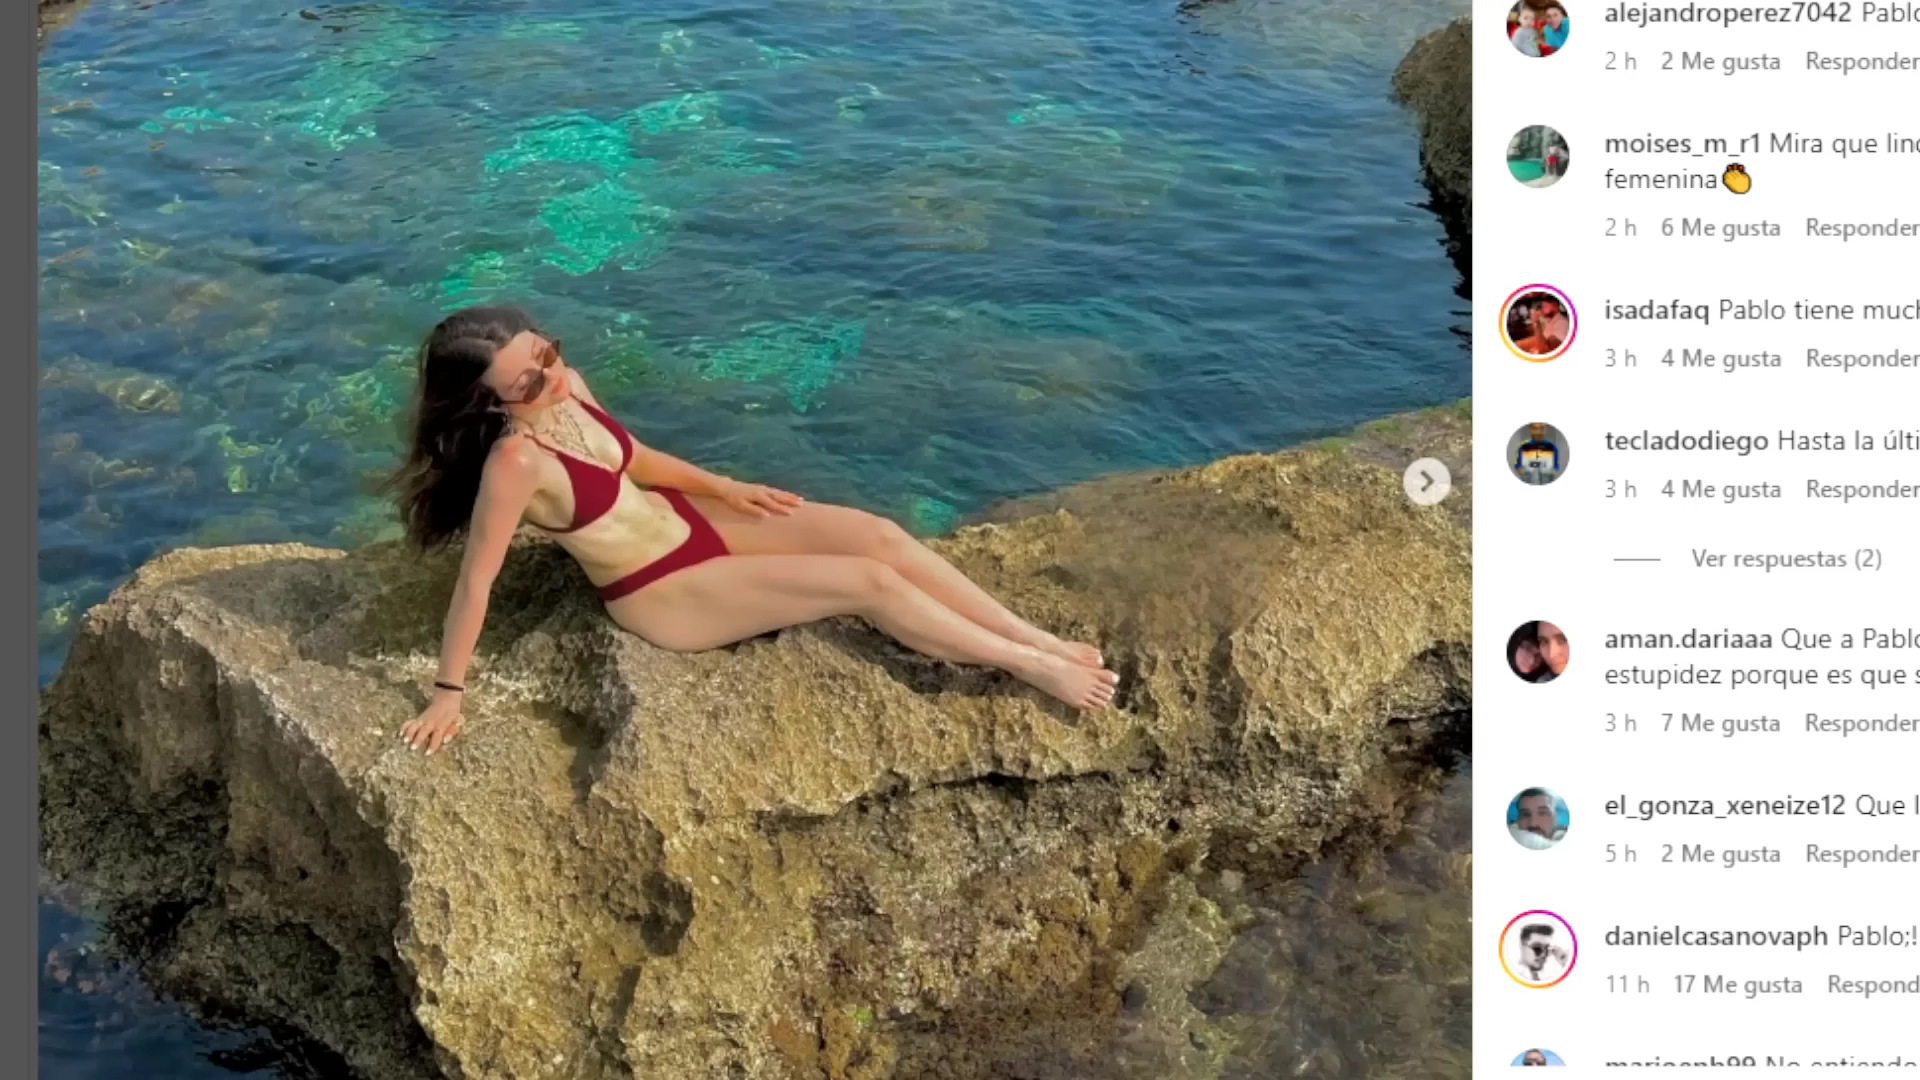 alejandroperez7042 Pablo
2 h 2 Me gusta Responder
moises_m_r1 Mira que
femenina
2 h 6 Me gusta Responder
isadafaq Pablo tiene
3 h 4 Me gusta Responder
tecladodiego Hasta la
3 h 4 Me gusta Responder
Ver respuestas (2)
aman.dariaaa Que a Pablo
estupidez porque es que
3 h 7 Me gusta Responder
el_gonza_xeneize12 Que
5 h 2 Me gusta Responder
danielcasanovaph Pablo;!
11 h 17 Me gusta
No entiendo